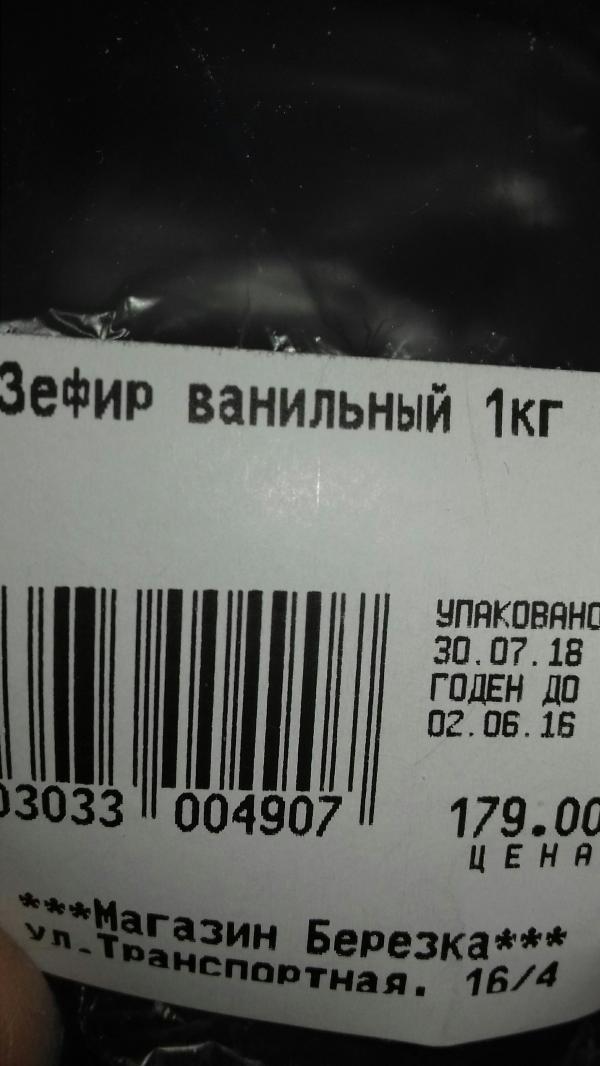 Зефир ванильный 1кг
УПАКОВАНО
30.07.18
ГОДЕН ДО
02.06.16
03033 004907
179.00
ЦЕНА
***Магазин Березка***
ул.Транспортная. 16/4